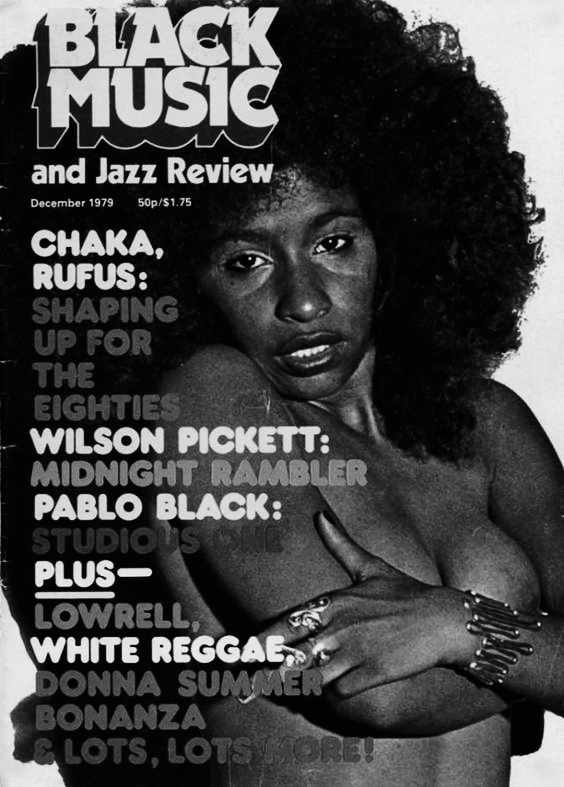 BLACK
MUSIC
and Jazz Review
December 1979 50p/$1.75
CHAKA,
RUFUS:
SHAPING
UP FOR
THE
EIGHTIES
WILSON PICKETT:
MIDNIGHT RAMBLER
PABLO BLACK:
STUDIOUS ONE
PLUS—
LOWRELL,
WHITE REGGAE,
DONNA SUMMER
BONANZA
& LOTS, LOTS MORE!